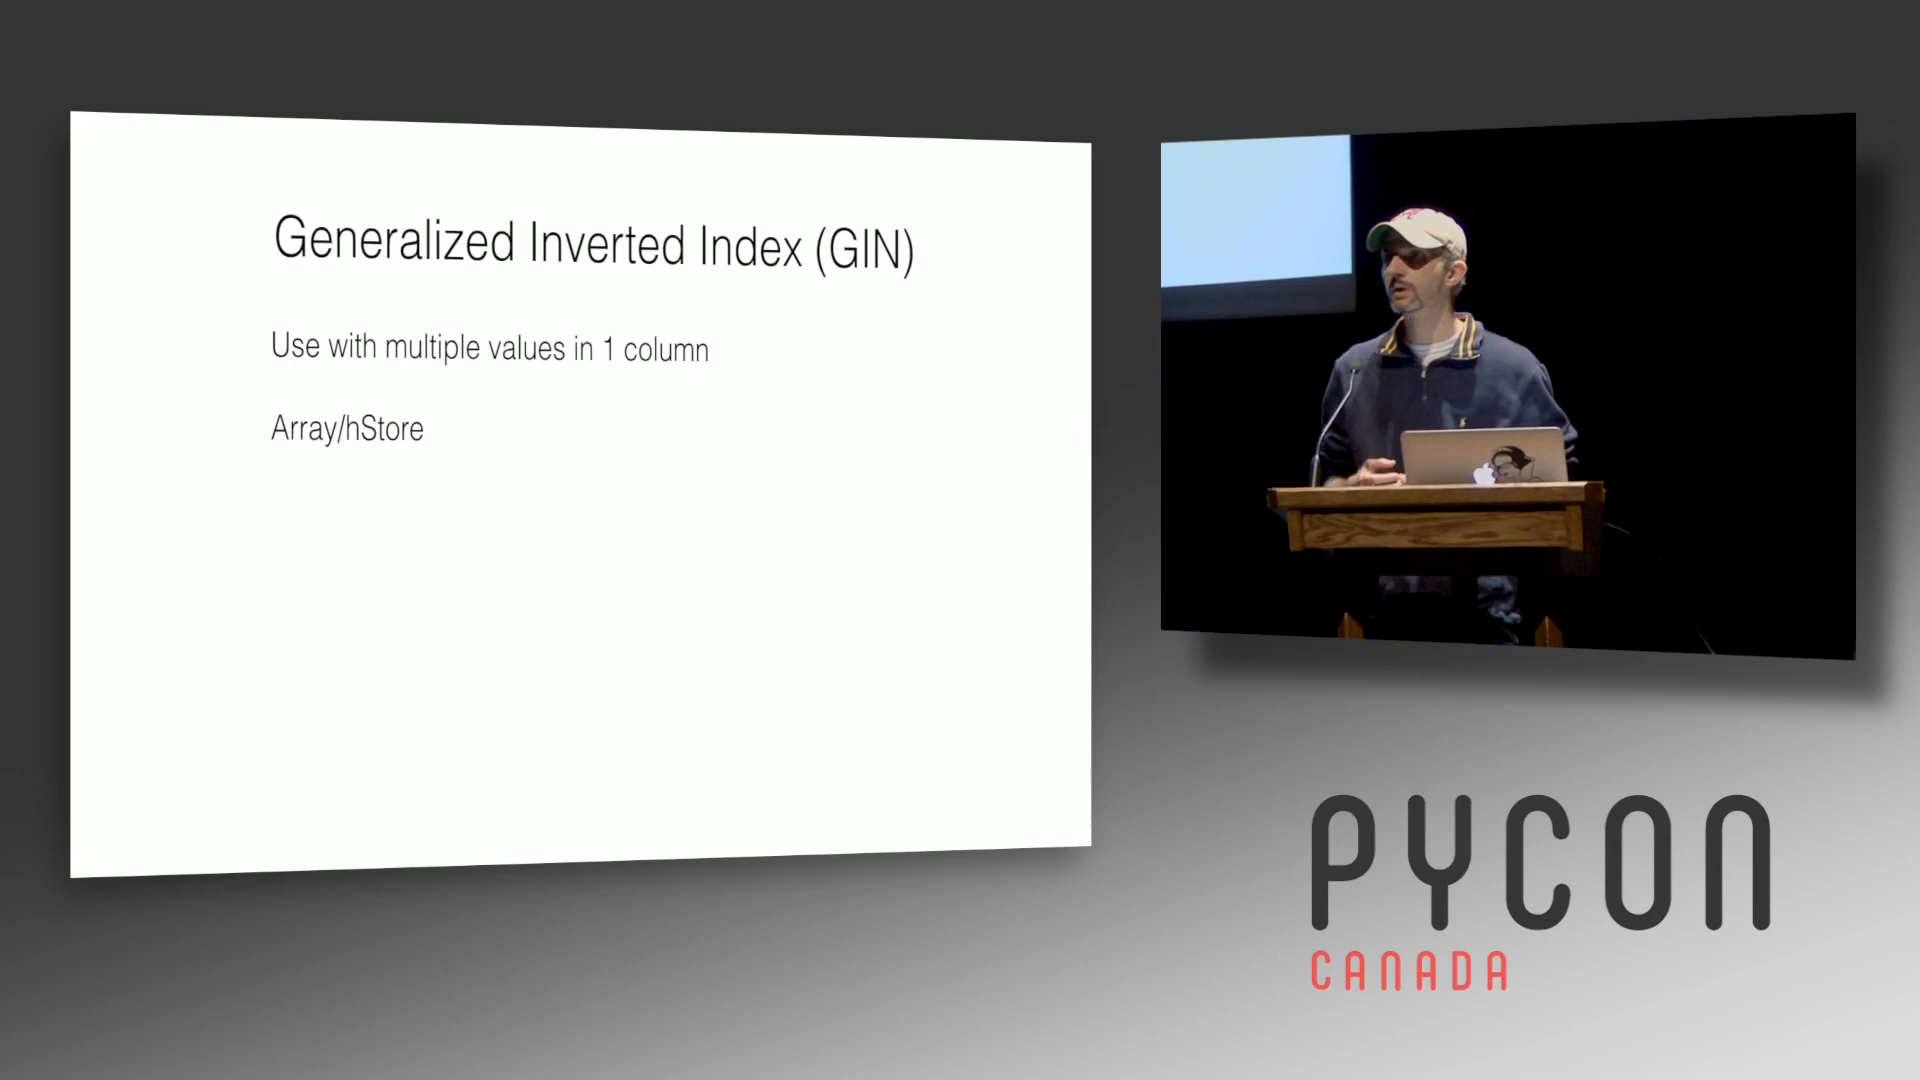 Generalized Inverted Index (GIN)
Use with multiple values in 1 column
Array/hStore
PYCON
CANADA